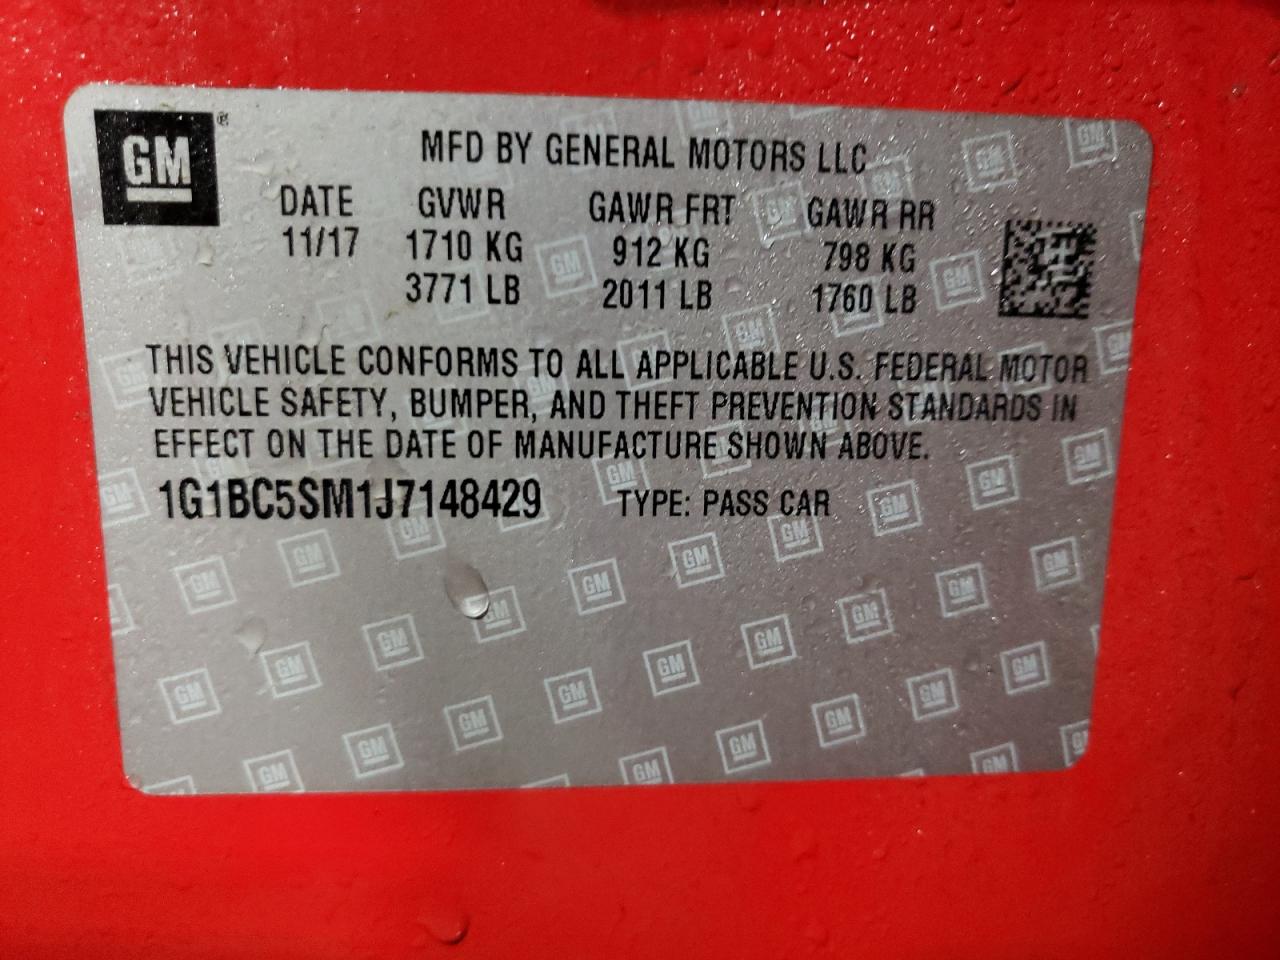 GM®
MFD BY GENERAL MOTORS LLC
DATE GVWR GAWR FRT GAWR RR
11/17 1710 KG 912 KG 798 KG
3771 LB 2011 LB 1760 LB
THIS VEHICLE CONFORMS TO ALL APPLICABLE U.S. FEDERAL MOTOR
VEHICLE SAFETY, BUMPER, AND THEFT PREVENTION STANDARDS IN
EFFECT ON THE DATE OF MANUFACTURE SHOWN ABOVE.
1G1BC5SM1J7148429 TYPE: PASS CAR